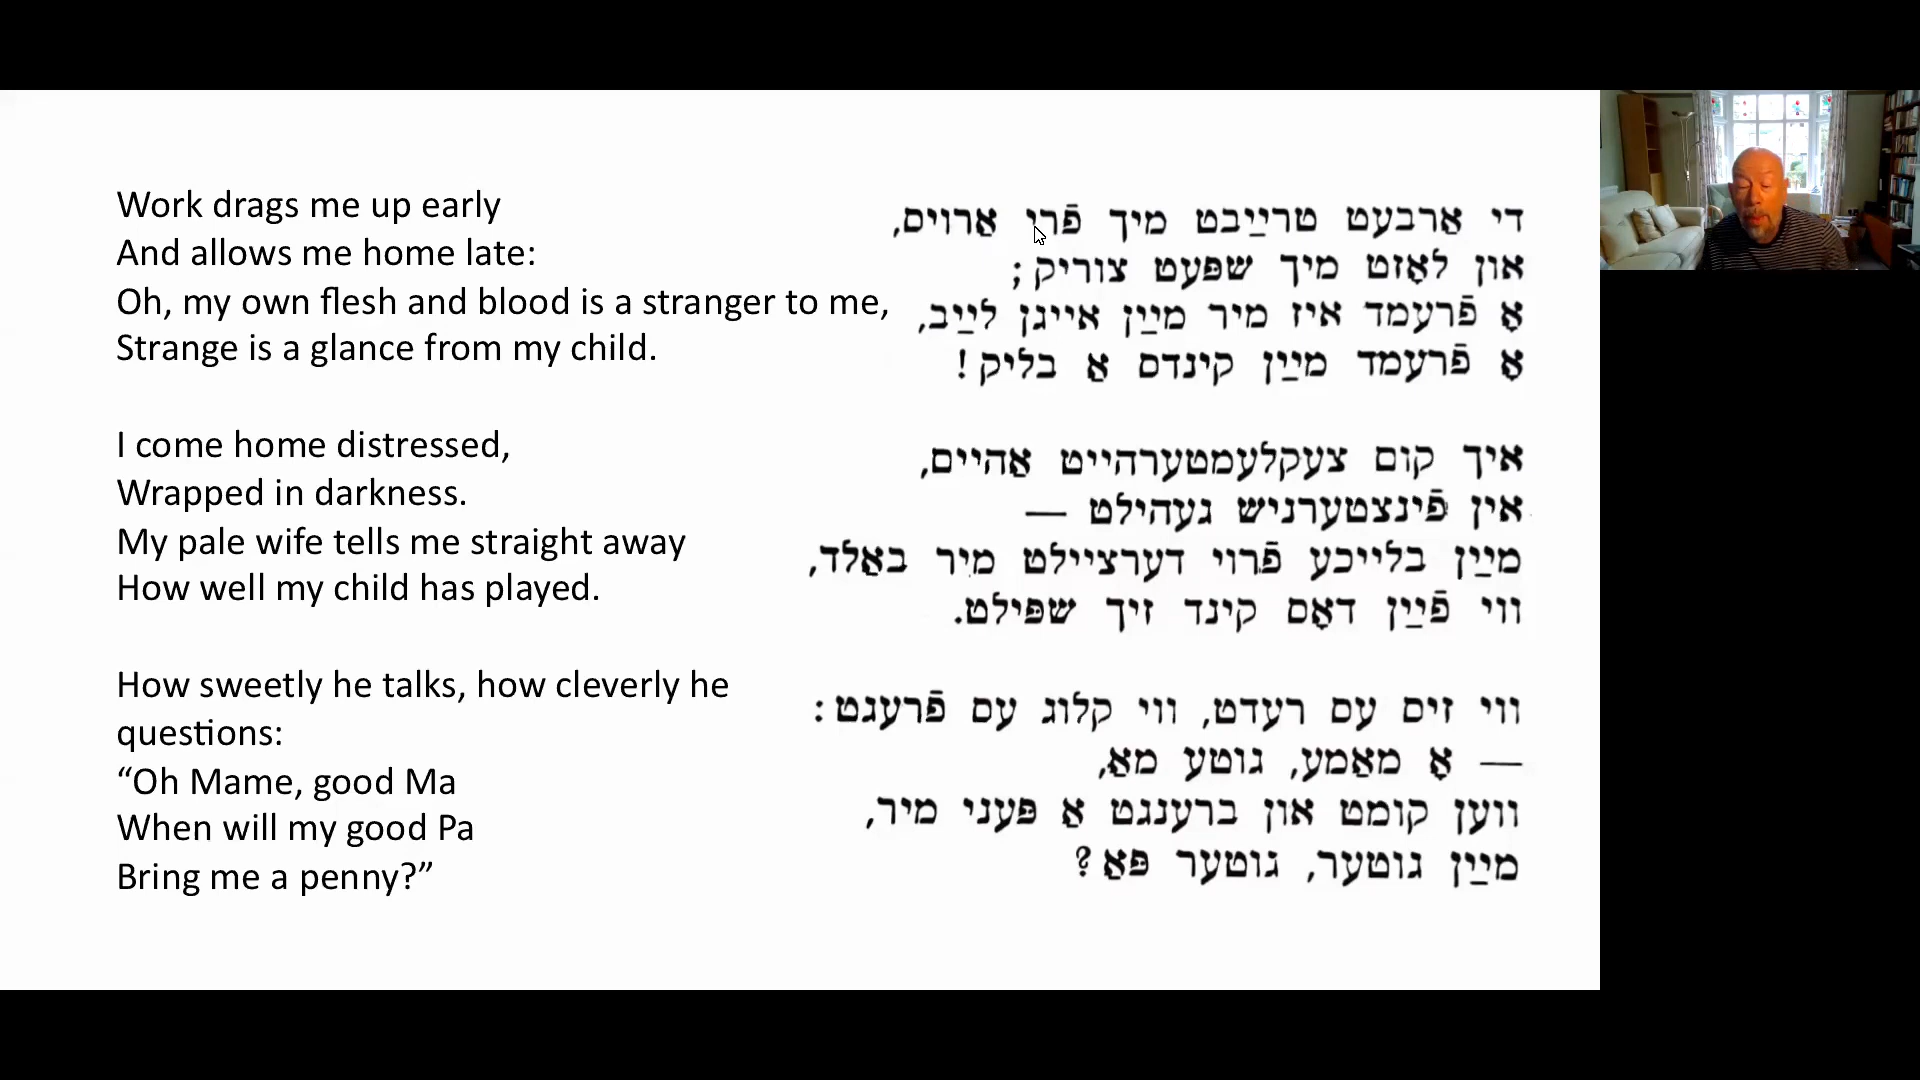 Work drags me up early
And allows me home late:
Oh, my own flesh and blood is a stranger to me,
Strange is a glance from my child.
I come home distressed,
Wrapped in darkness.
My pale wife tells me straight away
How well my child has played.
How sweetly he talks, how cleverly he
questions:
“Oh Mame, good Ma
When will my good Pa
Bring me a penny?”
די אַרבעט טרײַבט מיך פֿרי אַרויס,
און לאָזט מיך שפּעט צוריק;
אָ פֿרעמד איז מיר מײַן אייגן לײַב,
אָ פֿרעמד מײַן קינדס אַ בליק!
איך קום צעקלעמטערהייט אַהיים,
אין פֿינצטערניש געהילט —
מײַן בלייכע פֿרוי דערציילט מיר באַלד,
ווי פֿײַן דאָס קינד זיך שפּילט.
ווי זיס עס רעדט, ווי קלוג עס פֿרעגט:
— אָ מאַמע, גוטע מאַ,
ווען קומט און ברענגט אַ פּעני מיר,
מײַן גוטער, גוטער פּאַ?